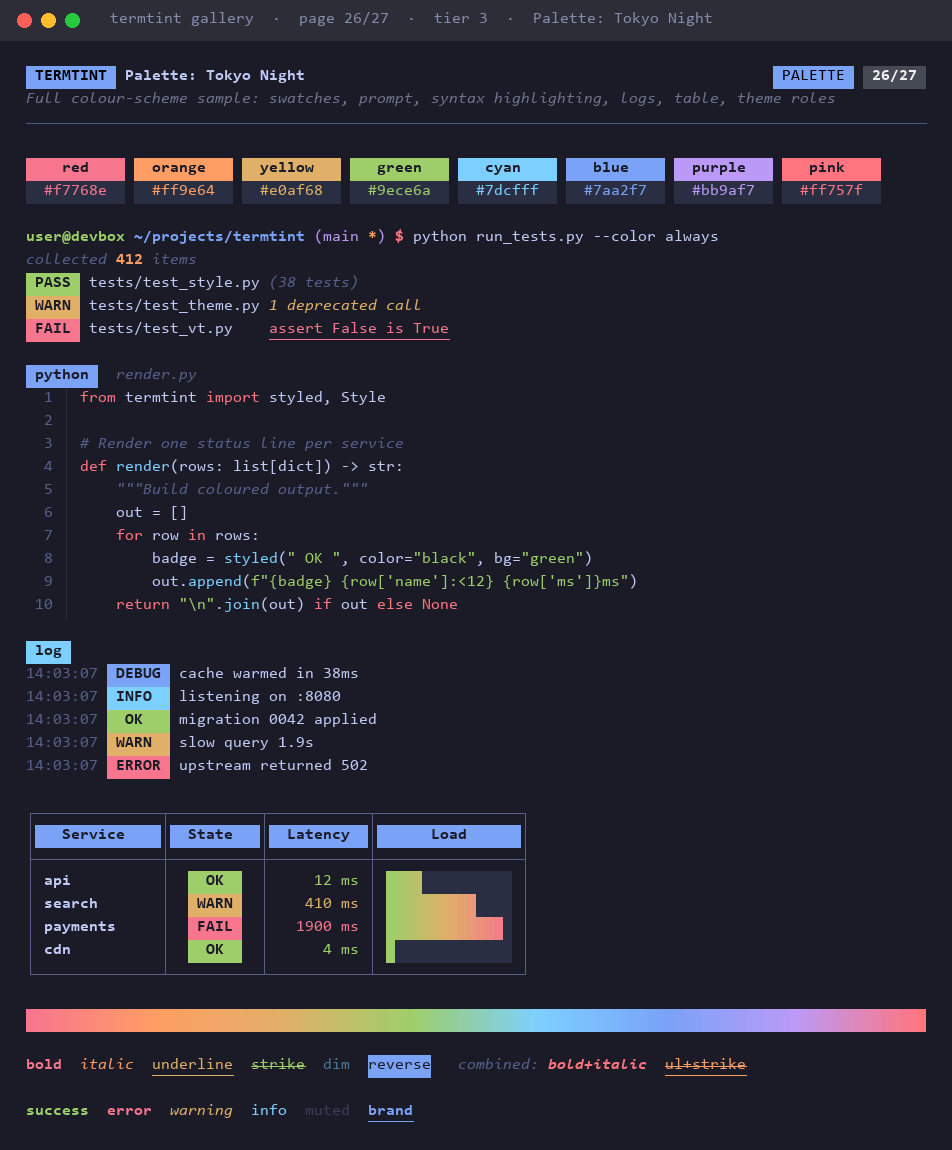 termtint gallery · page 26/27 · tier 3 · Palette: Tokyo Night
TERMTINT Palette: Tokyo Night PALETTE 26/27
Full colour-scheme sample: swatches, prompt, syntax highlighting, logs, table, theme roles
red orange yellow green cyan blue purple pink
#f7768e #ff9e64 #e0af68 #9ece6a #7dcfff #7aa2f7 #bb9af7 #ff757f
user@devbox ~/projects/termtint (main *) $ python run_tests.py --color always
collected 412 items
PASS tests/test_style.py (38 tests)
WARN tests/test_theme.py 1 deprecated call
FAIL tests/test_vt.py assert False is True
python render.py
1 from termtint import styled, Style
2
3 # Render one status line per service
4 def render(rows: list[dict]) -> str:
5     """Build coloured output."""
6     out = []
7     for row in rows:
8         badge = styled(" OK ", color="black", bg="green")
9         out.append(f"{badge} {row['name']:<12} {row['ms']}ms")
10     return "\n".join(out) if out else None
log
14:03:07 DEBUG cache warmed in 38ms
14:03:07 INFO listening on :8080
14:03:07 OK migration 0042 applied
14:03:07 WARN slow query 1.9s
14:03:07 ERROR upstream returned 502
Service State Latency Load
api OK 12 ms
search WARN 410 ms
payments FAIL 1900 ms
cdn OK 4 ms
bold italic underline strike dim reverse combined: bold+italic ul+strike
success error warning info muted brand